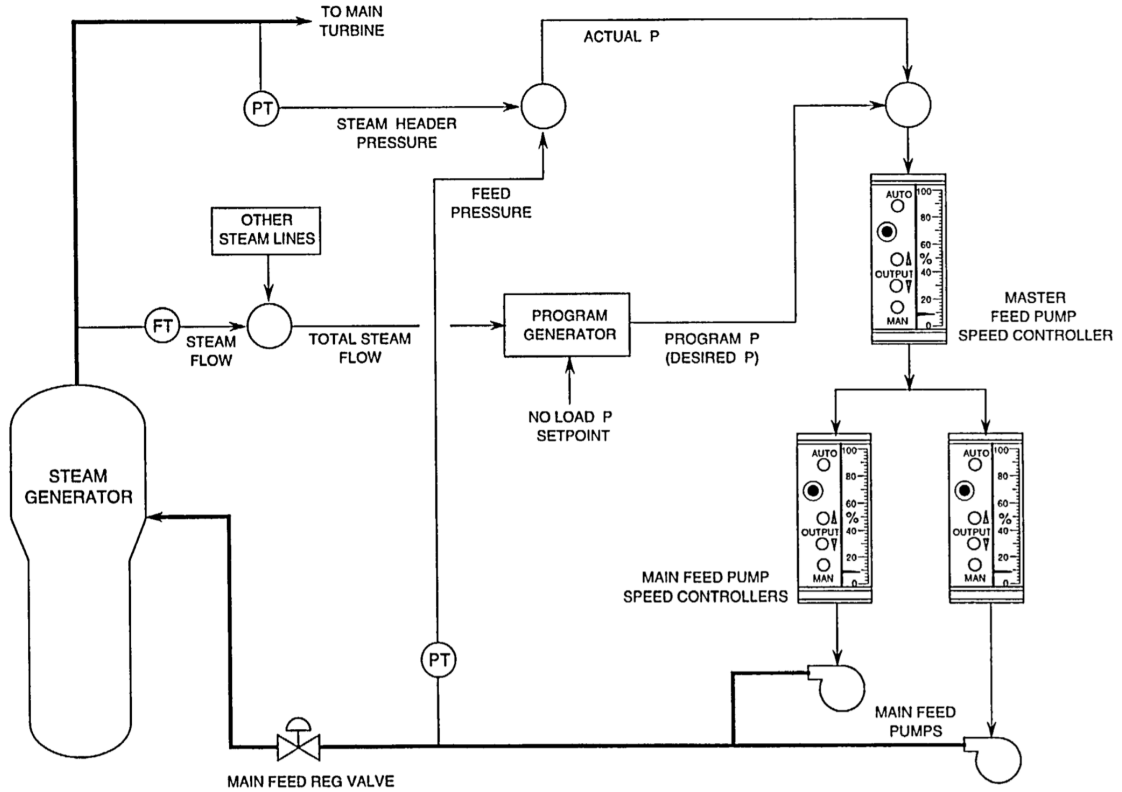 TO MAIN
TURBINE
ACTUAL P
PT
STEAM HEADER
PRESSURE
FEED
PRESSURE
OTHER
STEAM LINES
FT
STEAM
FLOW
TOTAL STEAM
FLOW
PROGRAM
GENERATOR
PROGRAM P
(DESIRED P)
NO LOAD P
SETPOINT
AUTO
100
80
60
%
OUTPUT
40
20
MAN
0
MASTER
FEED PUMP
SPEED CONTROLLER
STEAM
GENERATOR
AUTO
100
80
60
%
OUTPUT
40
20
MAN
0
AUTO
100
80
60
%
OUTPUT
40
20
MAN
0
MAIN FEED PUMP
SPEED CONTROLLERS
PT
MAIN FEED
PUMPS
MAIN FEED REG VALVE